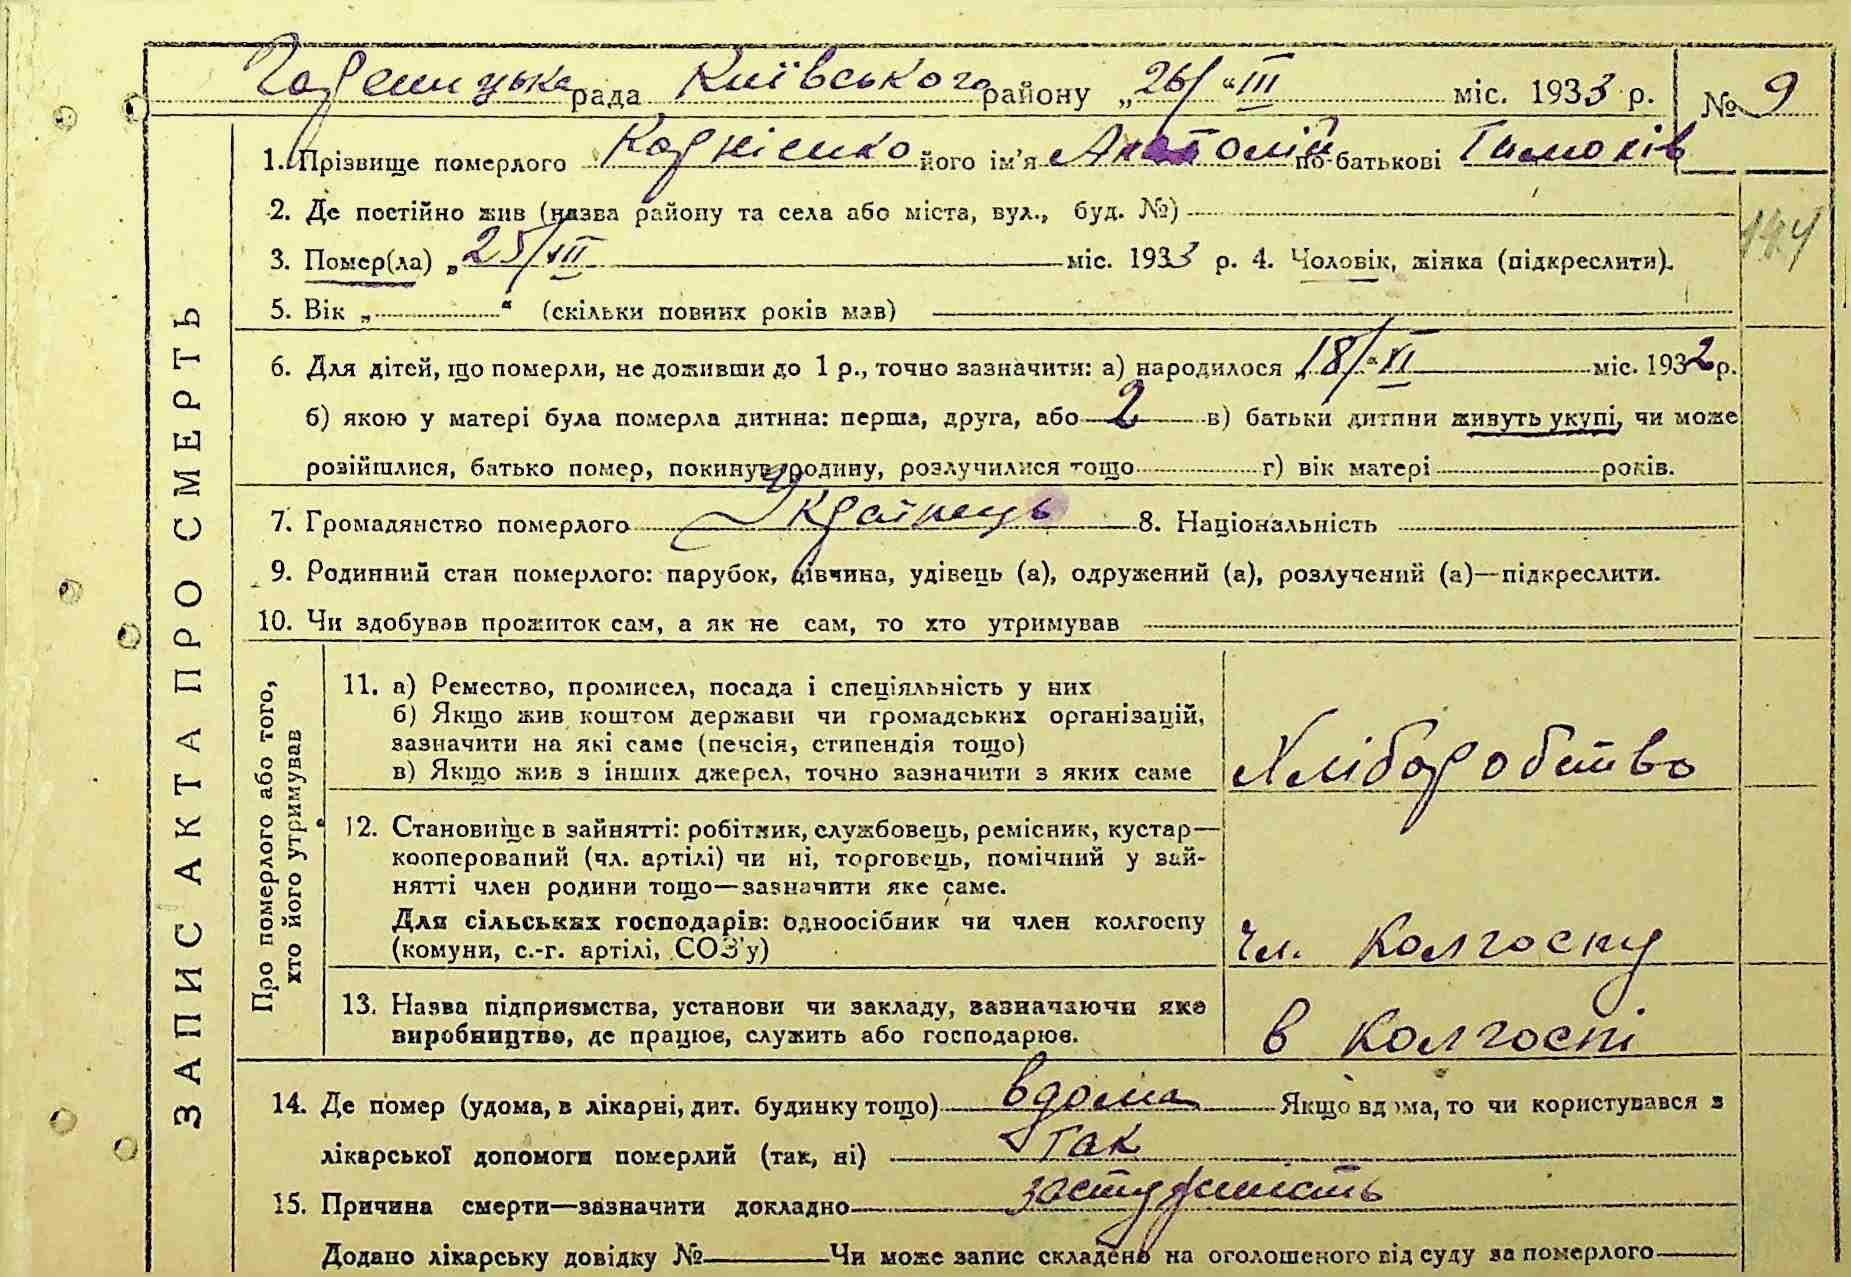 Гореницька рада Київського району „26/“ III міс. 1933 р. № 9
1. Прізвище померлого Корнієнко його ім'я Анатолій по-батькові Тимохів
2. Де постійно жив (назва району та села або міста, вул., буд. №)
144
3. Помер(ла) „25/III міс. 1933 р. 4. Чоловік, жінка (підкреслити).
5. Вік „ “ (скільки повних років мав)
6. Для дітей, що померли, не доживши до 1 р., точно зазначити: а) народилося „18/“ XI міс. 1932 р.
б) якою у матері була померла дитина: перша, друга, або 2 в) батьки дитини живуть укупі, чи може
розійшлися, батько помер, покинув родину, розлучилися тощо г) вік матері років.
7. Громадянство померлого Українець 8. Національність
9. Родинний стан померлого: парубок, дівчина, удівець (а), одружений (а), розлучений (а)—підкреслити.
10. Чи здобував прожиток сам, а як не сам, то хто утримував
ЗАПИС АКТА ПРО СМЕРТЬ
Про померлого або того,
хто його утримував
11. а) Ремество, промисел, посада і спеціяльність у них
б) Якщо жив коштом держави чи громадських організацій,
зазначити на які саме (пенсія, стипендія тощо)
в) Якщо жив з інших джерел, точно зазначити з яких саме
Хліборобство
12. Становище в зайнятті: робітник, службовець, ремісник, кустар—
кооперований (чл. артілі) чи ні, торговець, помічний у зай-
нятті член родини тощо—зазначити яке саме.
Для сільських господарів: одноосібник чи член колгоспу
(комуни, с.-г. артілі, СОЗ'у)
чл. колгоспу
13. Назва підприємства, установи чи закладу, зазначаючи яке
виробництво, де працює, служить або господарює.
в колгоспі
14. Де помер (удома, в лікарні, дит. будинку тощо) вдома Якщо вдома, то чи користувався з
лікарської допомоги померлий (так, ні) так
15. Причина смерти—зазначити докладно
Додано лікарську довідку № Чи може запис складено на оголошеного від суду за померлого